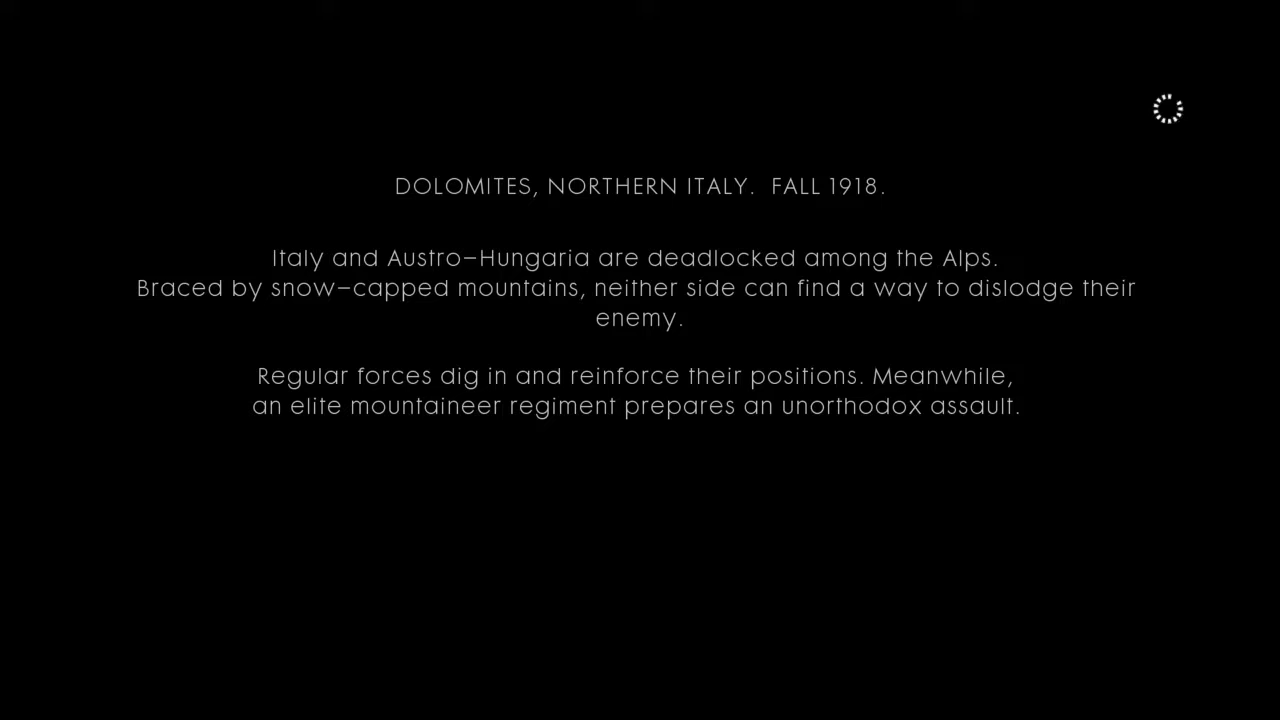 DOLOMITES, NORTHERN ITALY.  FALL 1918.
Italy and Austro-Hungaria are deadlocked among the Alps.
Braced by snow-capped mountains, neither side can find a way to dislodge their
enemy.
Regular forces dig in and reinforce their positions. Meanwhile,
an elite mountaineer regiment prepares an unorthodox assault.